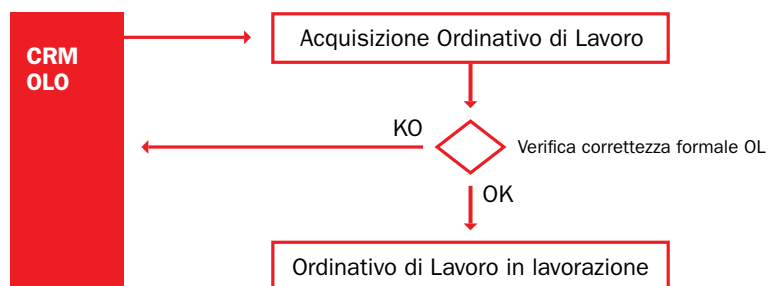 CRM
OLO
Acquisizione Ordinativo di Lavoro
KO
Verifica correttezza formale OL
OK
Ordinativo di Lavoro in lavorazione